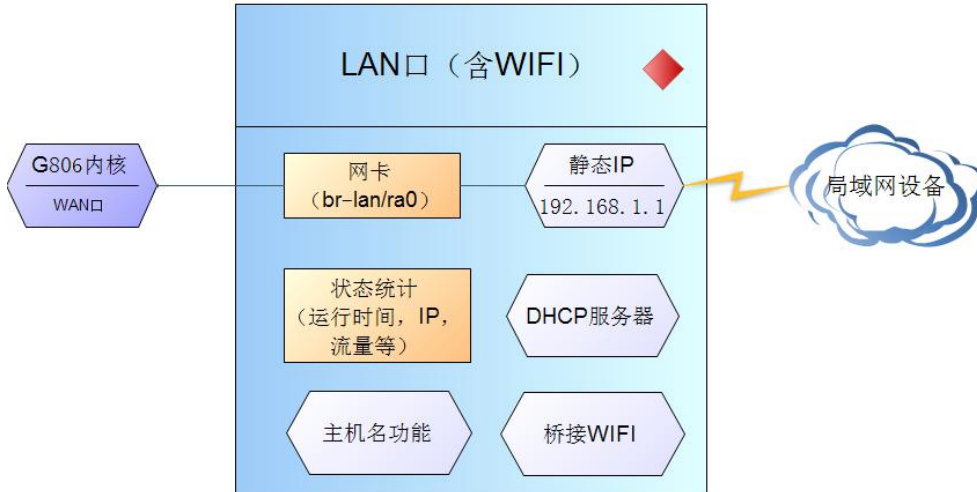 LAN口（含WIFI）
G806内核
WAN口
网卡
（br-lan/ra0）
静态IP
192.168.1.1
局域网设备
状态统计
（运行时间，IP，
流量等）
DHCP服务器
主机名功能
桥接WIFI